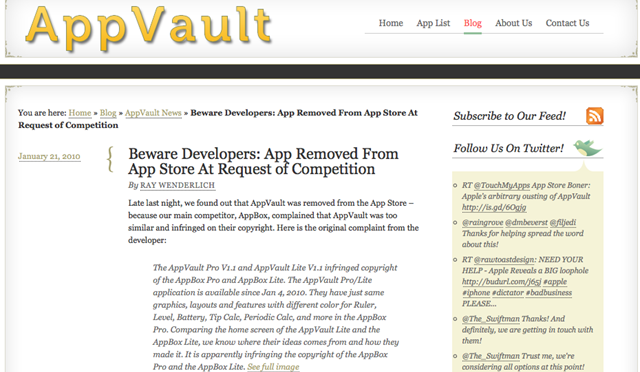 AppVault
Home App List Blog About Us Contact Us
You are here: Home » Blog » AppVault News » Beware Developers: App Removed From App Store At
Request of Competition
January 21, 2010
{
Beware Developers: App Removed From
App Store At Request of Competition
By RAY WENDERLICH
Late last night, we found out that AppVault was removed from the App Store –
because our main competitor, AppBox, complained that AppVault was too
similar and infringed on their copyright. Here is the original complaint from the
developer:
The AppVault Pro V1.1 and AppVault Lite V1.1 infringed copyright
of the AppBox Pro and AppBox Lite. The AppVault Pro/Lite
application is available since Jan 4, 2010. They have just same
graphics, layouts and features with different color for Ruler,
Level, Battery, Tip Calc, Periodic Calc, and more in the AppBox
Pro. Comparing the home screen of the AppVault Lite and the
AppBox Lite, we know where their ideas comes from and how they
made it. It is apparently infringing the copyright of the AppBox
Pro and the AppBox Lite. See full image
Subscribe to Our Feed!
Follow Us On Twitter!
RT @TouchMyApps App Store Boner:
Apple's arbitrary ousting of AppVault
http://is.gd/6Ogjg
@raingrove @dmbeverst @filjedi
Thanks for helping spread the word
about this!
RT @rawtoastdesign: NEED YOUR
HELP - Apple Reveals a BIG loophole
http://budurl.com/j65j #apple
#iphone #dictator #badbusiness
PLEASE...
@The_Swiftman Thanks! And
definitely, we are getting in touch with
them!
@The_Swiftman Trust me, we're
considering all options at this point!